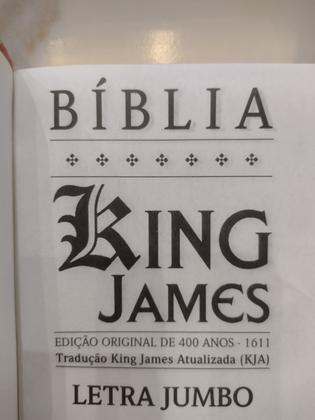 BÍBLIA
KING
JAMES
EDIÇÃO ORIGINAL DE 400 ANOS · 1611
Tradução King James Atualizada (KJA)
LETRA JUMBO